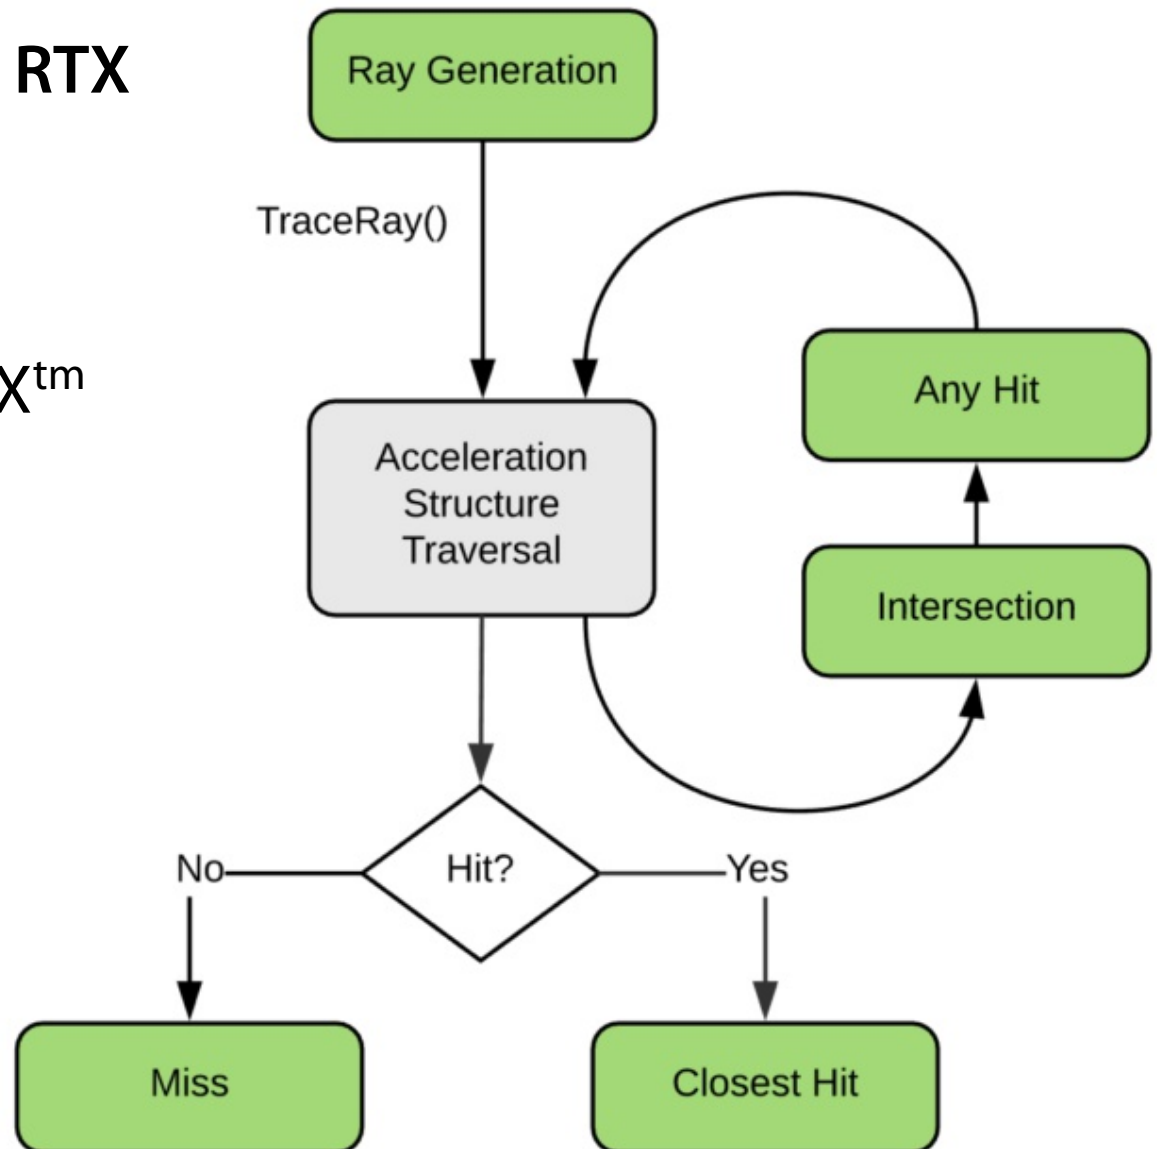 RTX
Ray Generation
TraceRay()
Xtm
Any Hit
Acceleration
Structure
Traversal
Intersection
Hit?
No
Yes
Miss
Closest Hit